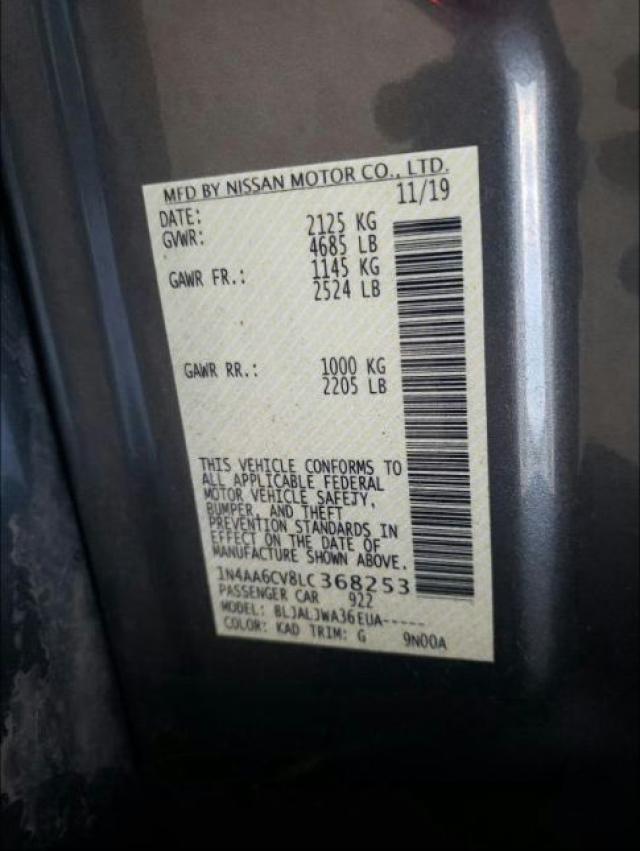 MFD BY NISSAN MOTOR CO., LTD.
DATE: 11/19
GVWR: 2125 KG
4685 LB
GAWR FR.: 1145 KG
2524 LB
GAWR RR.: 1000 KG
2205 LB
THIS VEHICLE CONFORMS TO
ALL APPLICABLE FEDERAL
MOTOR VEHICLE SAFETY,
BUMPER, AND THEFT
PREVENTION STANDARDS IN
EFFECT ON THE DATE OF
MANUFACTURE SHOWN ABOVE.
1N4AA6CV8LC368253
PASSENGER CAR 922
MODEL: BLJALJWA36EUA-----
COLOR: KAD TRIM: G 9N00A